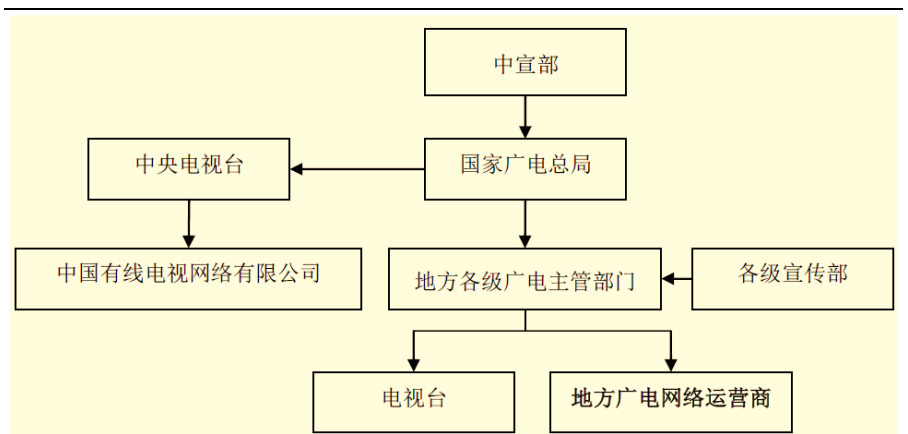 中宣部
中央电视台
国家广电总局
中国有线电视网络有限公司
地方各级广电主管部门
各级宣传部
电视台
地方广电网络运营商